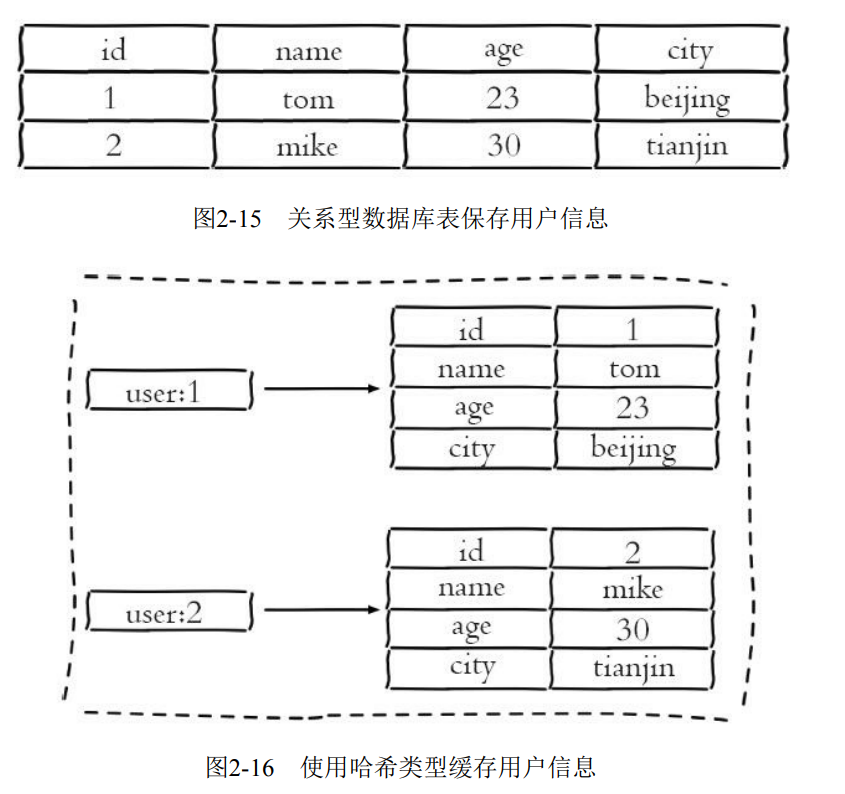 id name age city
1 tom 23 beijing
2 mike 30 tianjin
图2-15 关系型数据库表保存用户信息
id 1
name tom
user:1
age 23
city beijing
id 2
name mike
user:2
age 30
city tianjin
图2-16 使用哈希类型缓存用户信息